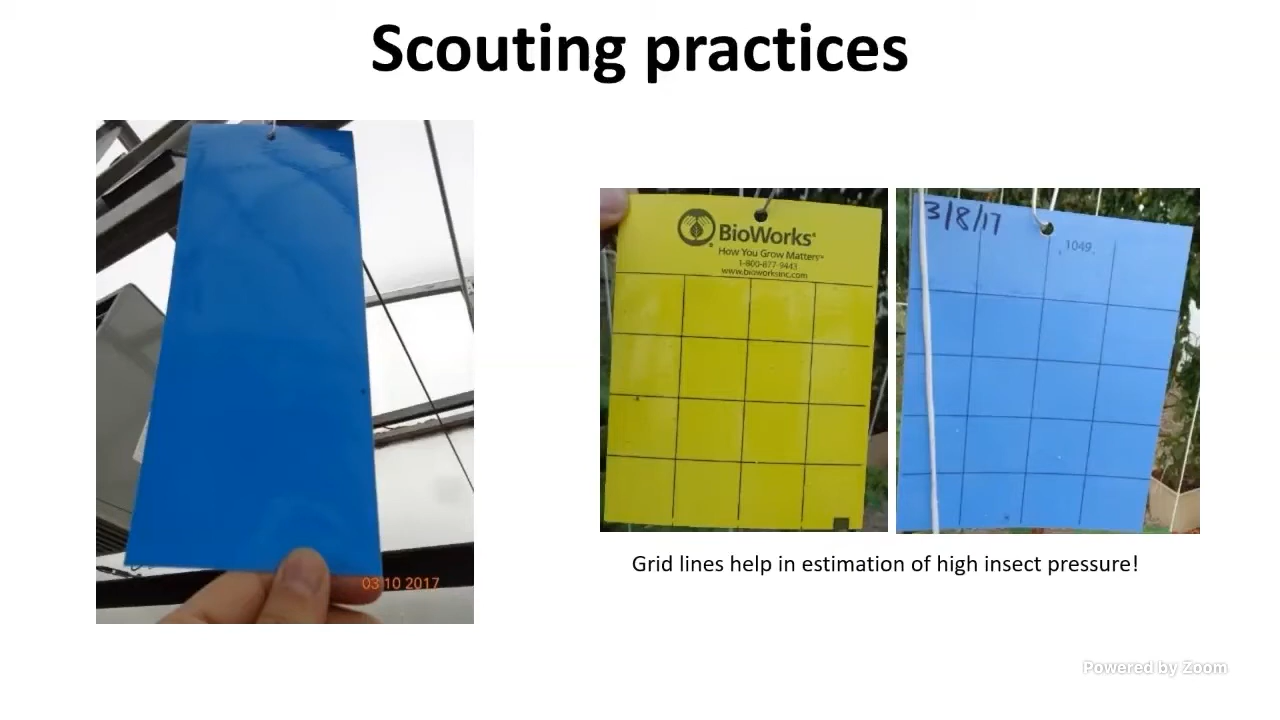 Scouting practices
03 10 2017
BioWorks
How You Grow Matters™
1-800-877-9443
www.bioworksinc.com
3/8/17
1049
Grid lines help in estimation of high insect pressure!
Powered by Zoom